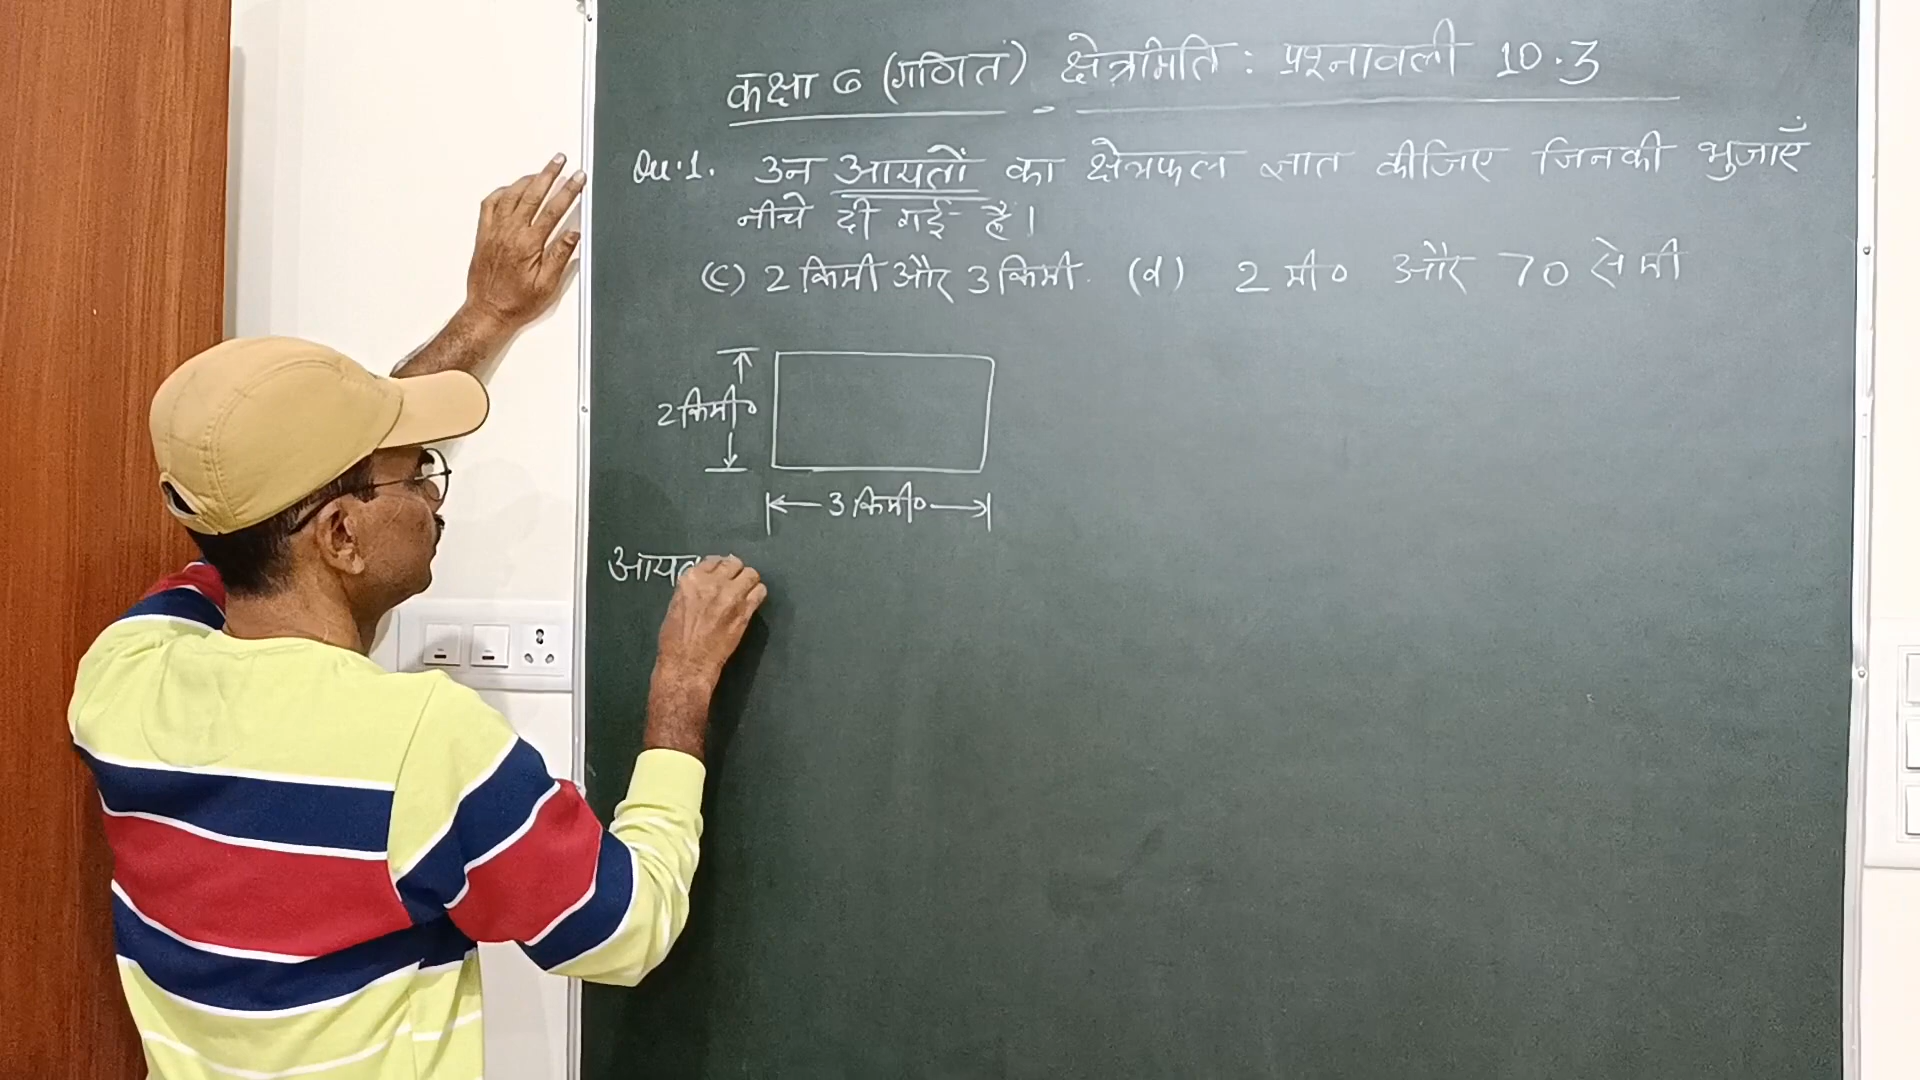 कक्षा 6 (गणित) क्षेत्रमिति : प्रश्नावली 10.3
Qu.1. उन आयतों का क्षेत्रफल ज्ञात कीजिए जिनकी भुजाएँ
नीचे दी गई है।
(c) 2 किमी और 3 किमी. (d) 2 मी० और 70 से मी
2 किमी०
3 किमी०
आयत